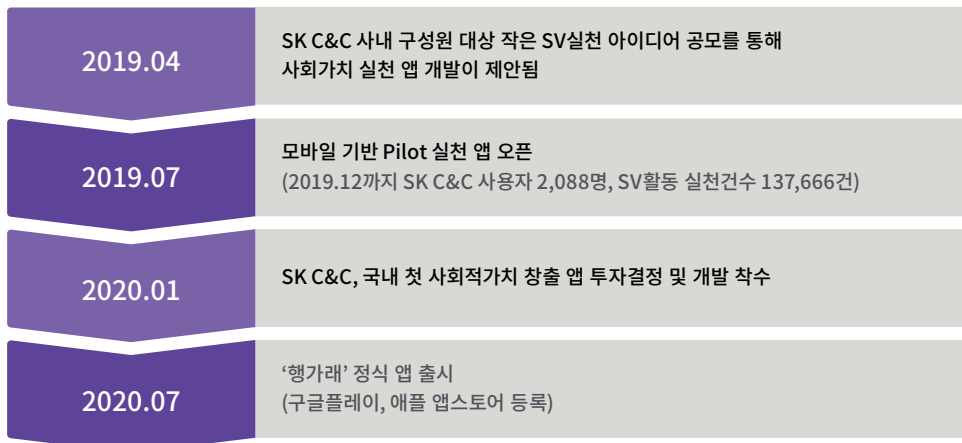 2019.04
SK C&C 사내 구성원 대상 작은 SV실천 아이디어 공모를 통해
사회가치 실천 앱 개발이 제안됨
2019.07
모바일 기반 Pilot 실천 앱 오픈
(2019.12까지 SK C&C 사용자 2,088명, SV활동 실천건수 137,666건)
2020.01
SK C&C, 국내 첫 사회적가치 창출 앱 투자결정 및 개발 착수
2020.07
‘행가래’ 정식 앱 출시
(구글플레이, 애플 앱스토어 등록)